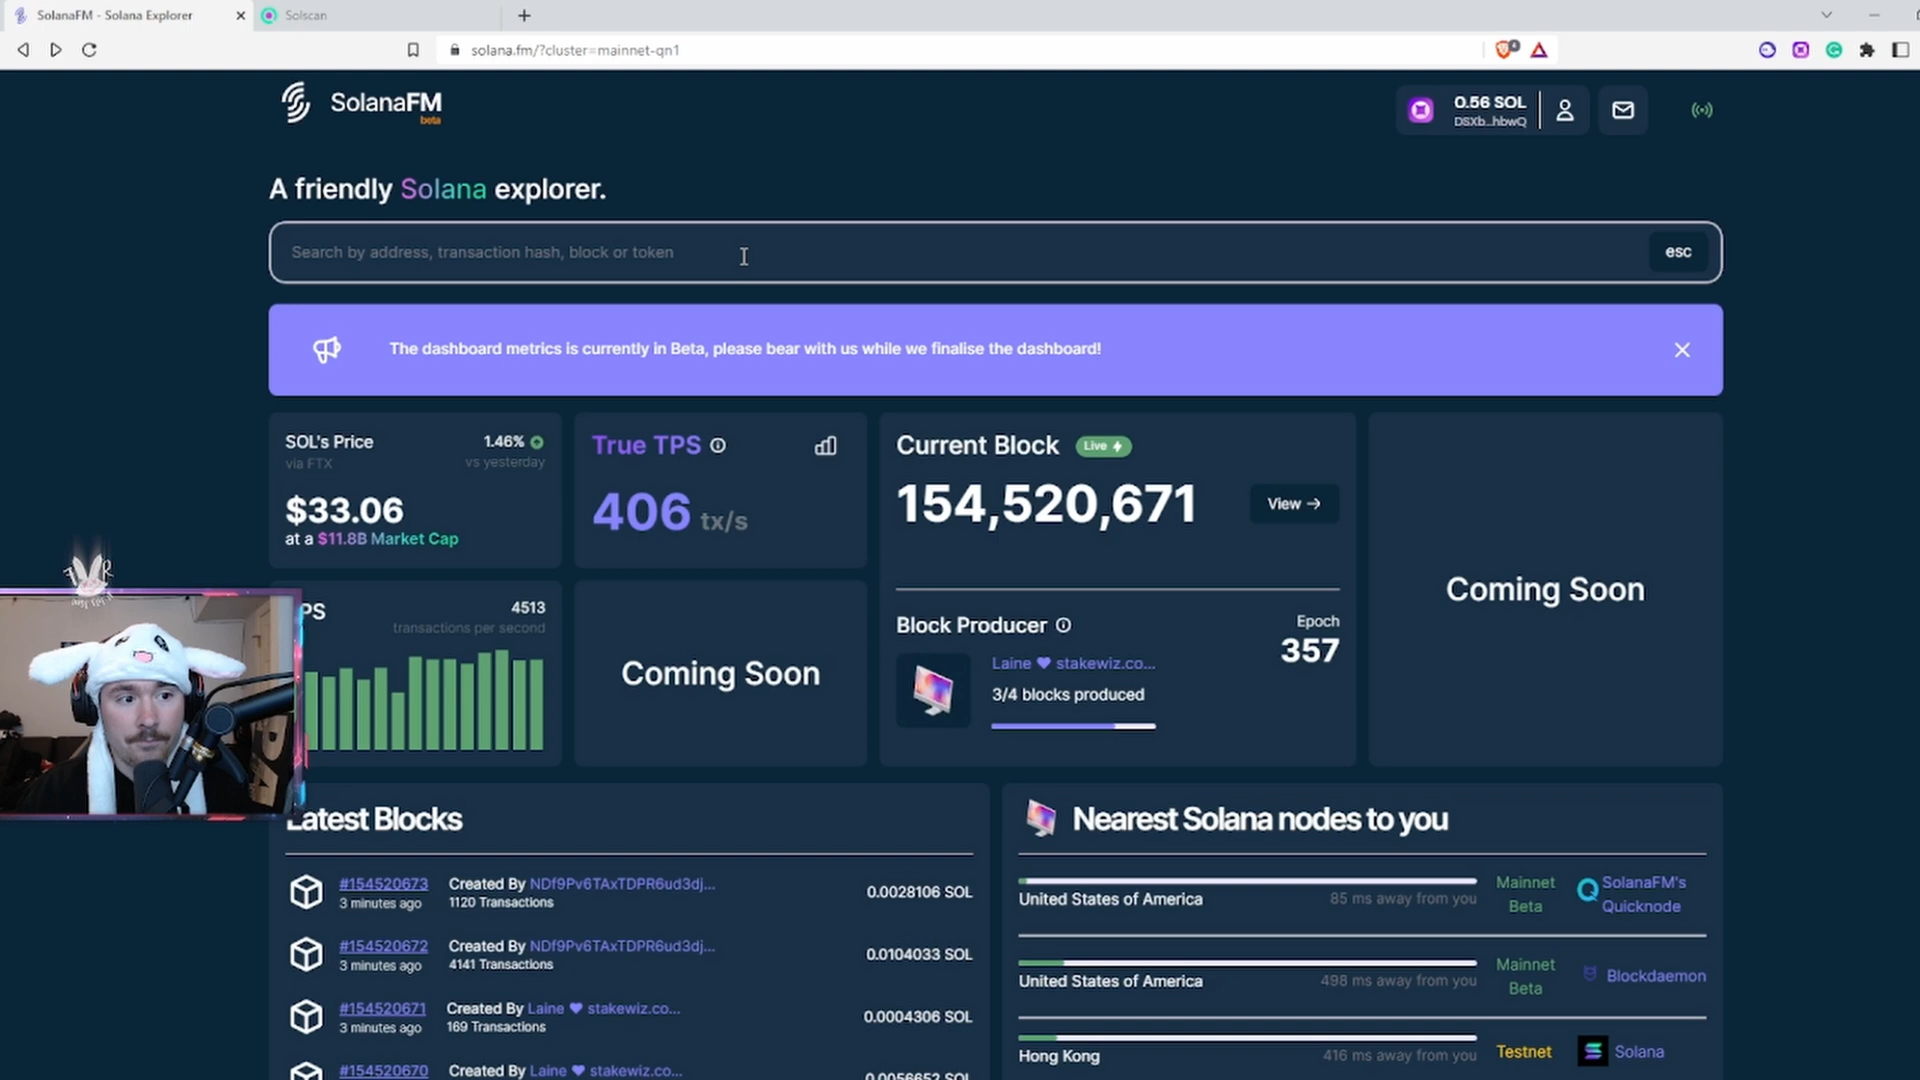 SolanaFM - Solana Explorer
Solscan
solana.fm/?cluster=mainnet-qn1
SolanaFM
beta
0.56 SOL
DSXb...hbwQ
A friendly Solana explorer.
Search by address, transaction hash, block or token
esc
The dashboard metrics is currently in Beta, please bear with us while we finalise the dashboard!
SOL's Price
1.46%
via FTX
vs yesterday
$33.06
at a $11.8B Market Cap
True TPS
406 tx/s
Current Block
Live
154,520,671
View →
Coming Soon
PS
4513
transactions per second
Coming Soon
Block Producer
Epoch
357
Laine ♥ stakewiz.co...
3/4 blocks produced
Latest Blocks
#154520673
3 minutes ago
Created By NDf9Pv6TAxTDPR6ud3dj...
1120 Transactions
0.0028106 SOL
#154520672
3 minutes ago
Created By NDf9Pv6TAxTDPR6ud3dj...
4141 Transactions
0.0104033 SOL
#154520671
3 minutes ago
Created By Laine ♥ stakewiz.co...
169 Transactions
0.0004306 SOL
#154520670
Created By Laine ♥ stakewiz.co...
0.0056652 SOL
Nearest Solana nodes to you
United States of America
85 ms away from you
Mainnet Beta
SolanaFM's Quicknode
United States of America
498 ms away from you
Mainnet Beta
Blockdaemon
Hong Kong
416 ms away from you
Testnet
Solana